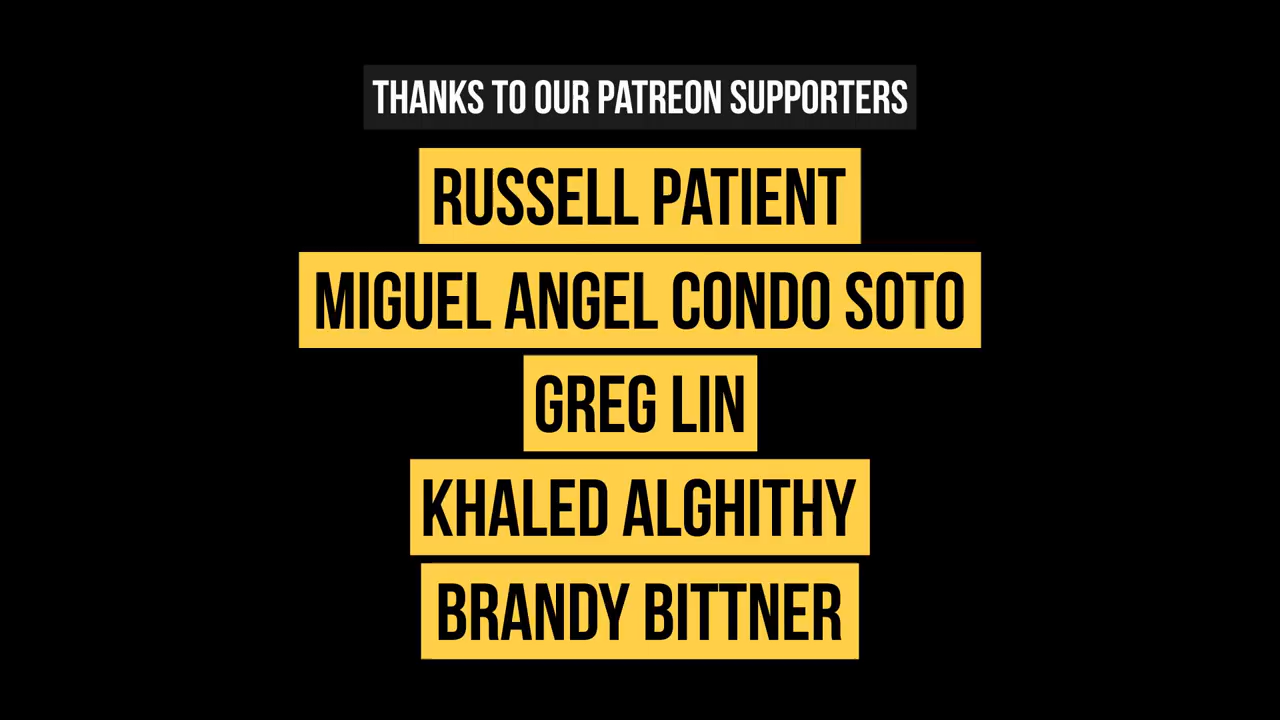 THANKS TO OUR PATREON SUPPORTERS
RUSSELL PATIENT
MIGUEL ANGEL CONDO SOTO
GREG LIN
KHALED ALGHITHY
BRANDY BITTNER